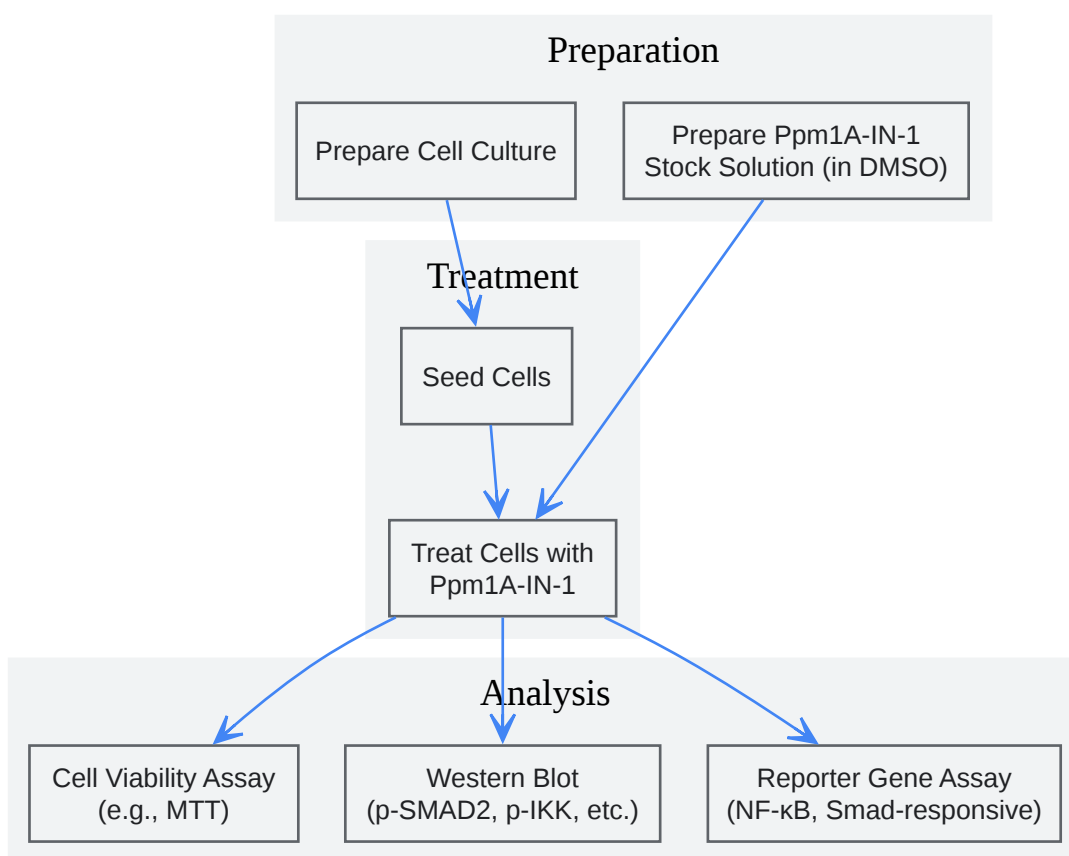 Preparation
Prepare Cell Culture
Prepare Ppm1A-IN-1
Stock Solution (in DMSO)
Treatment
Seed Cells
Treat Cells with
Ppm1A-IN-1
Analysis
Cell Viability Assay
(e.g., MTT)
Western Blot
(p-SMAD2, p-IKK, etc.)
Reporter Gene Assay
(NF-κB, Smad-responsive)